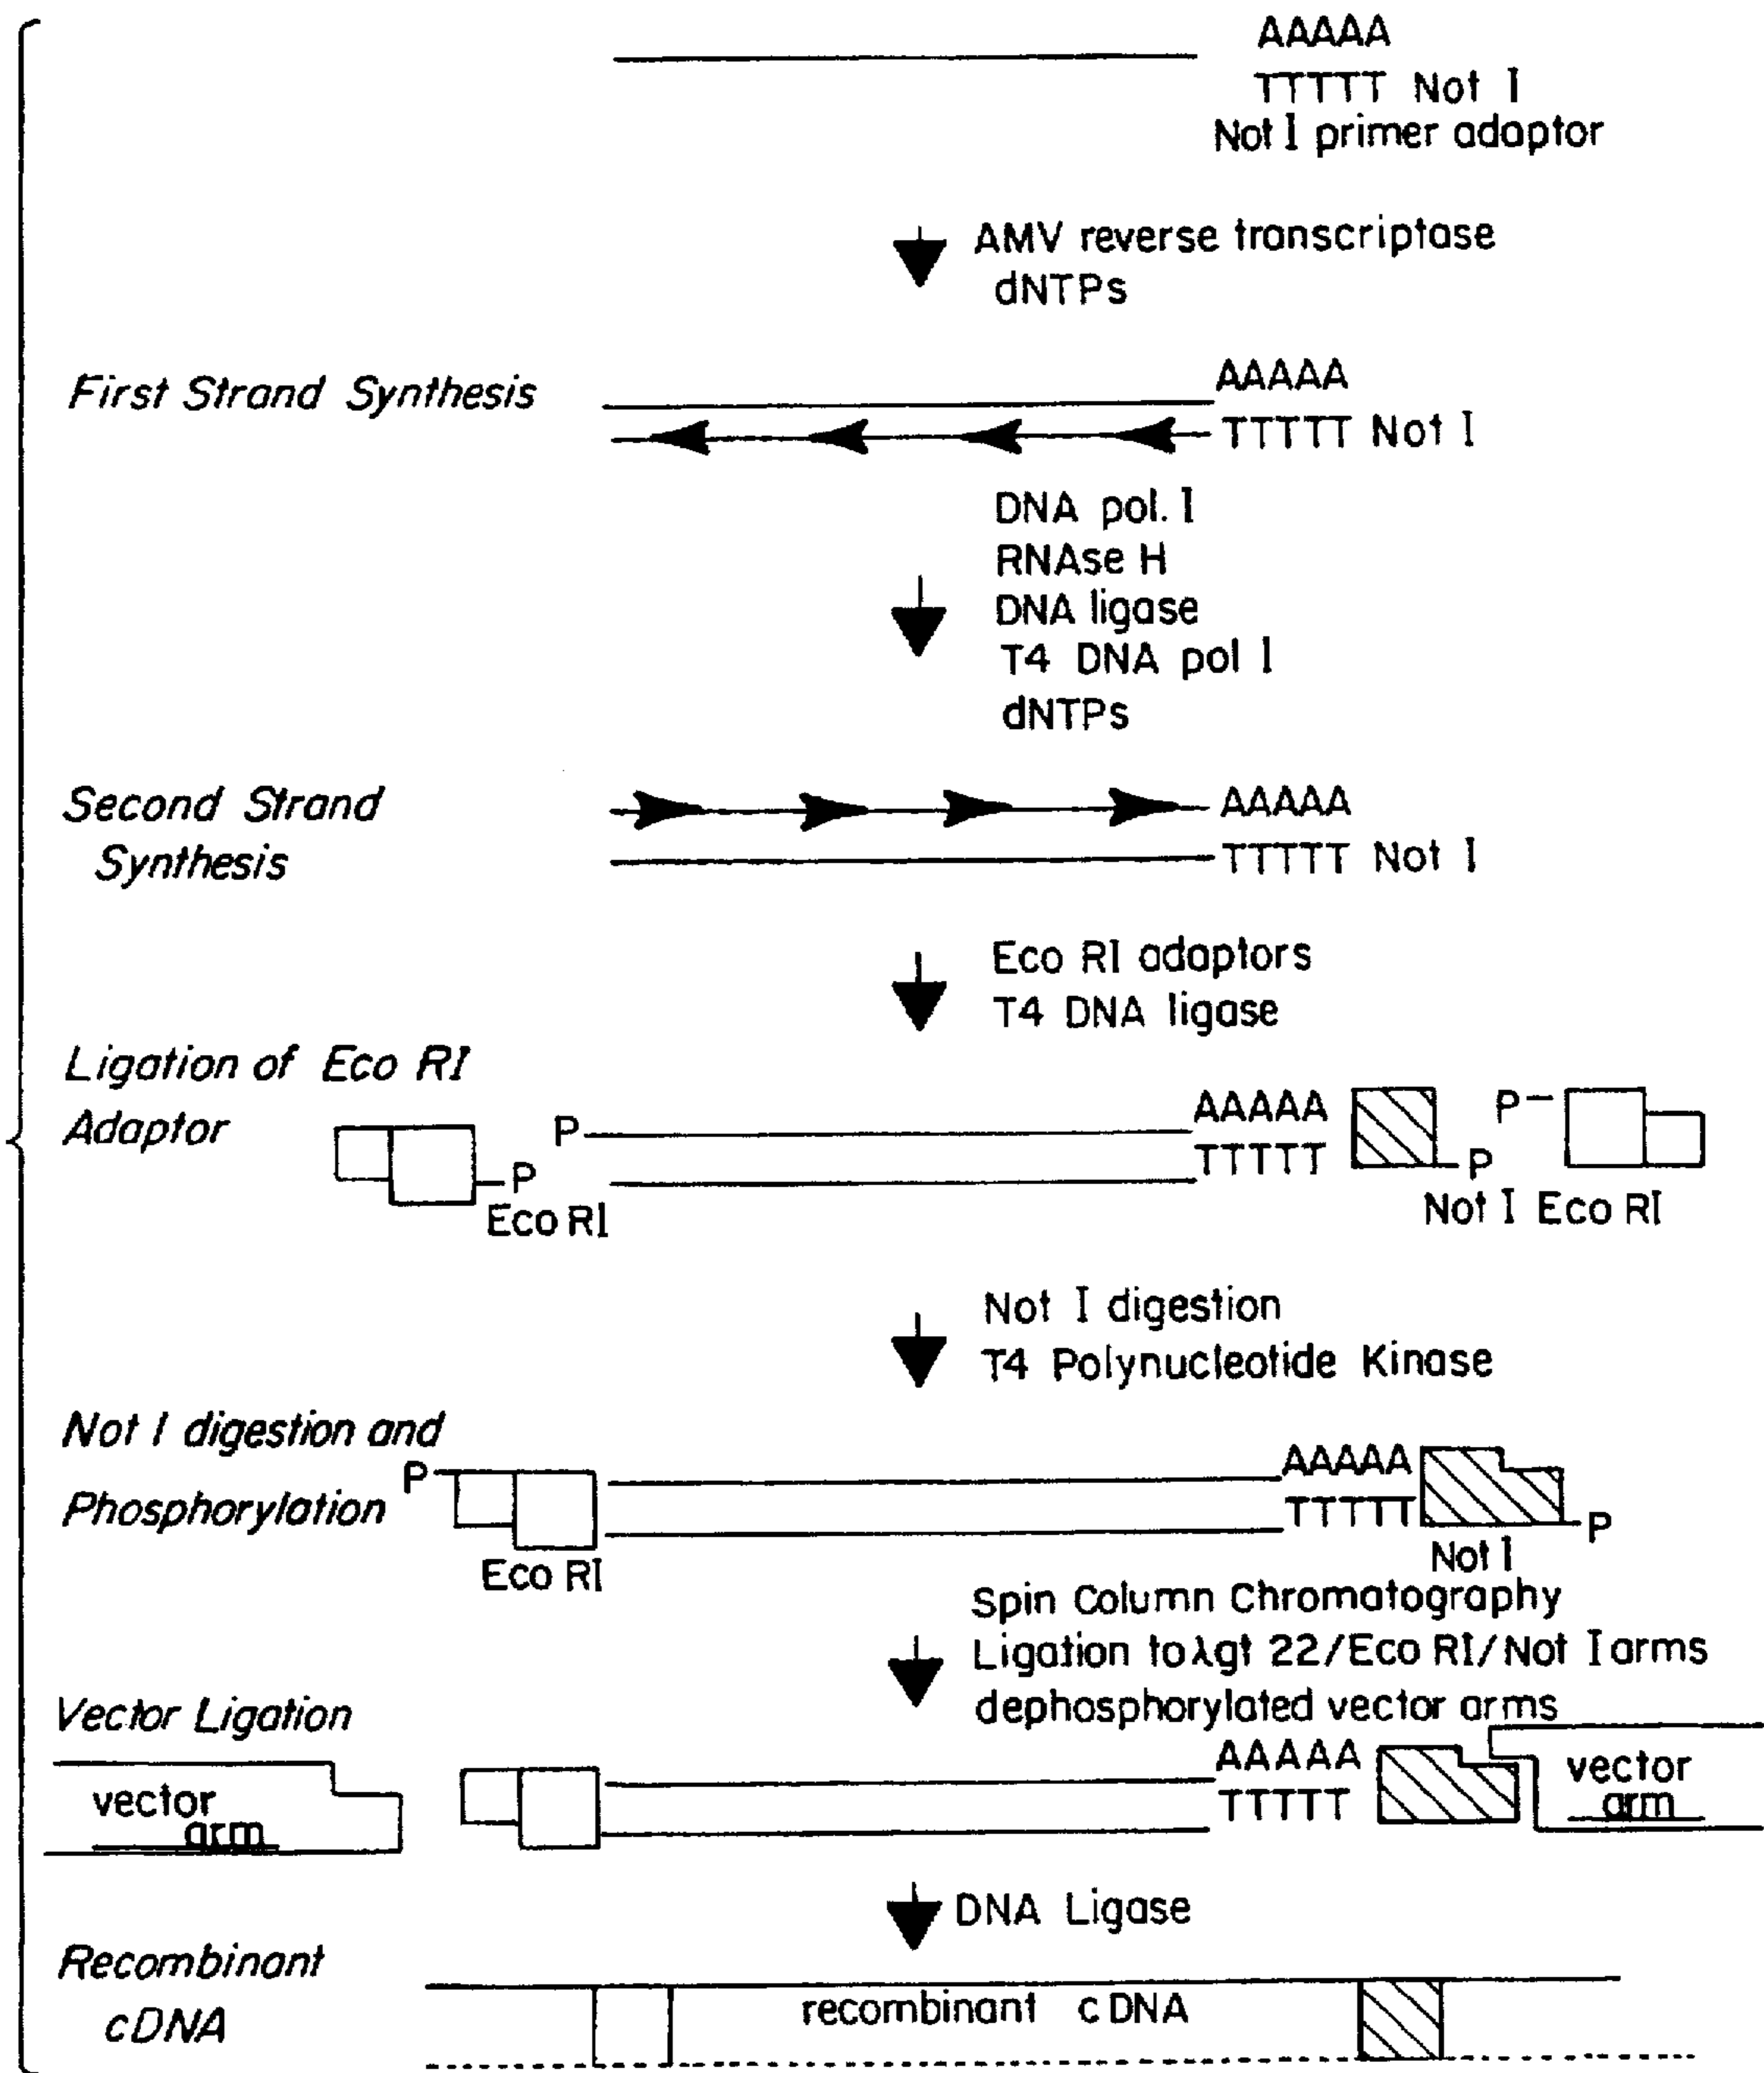 AAAAA
TTTTT Not I
Not I primer adaptor
AMV reverse transcriptase
dNTPs
First Strand Synthesis
AAAAA
TTTTT Not I
DNA pol. I
RNAse H
DNA ligase
T4 DNA pol I
dNTPs
Second Strand
Synthesis
AAAAA
TTTTT Not I
Eco RI adaptors
T4 DNA ligase
Ligation of Eco RI
Adaptor
P
Eco RI
P
AAAAA
TTTTT
P
P
Not I Eco RI
Not I digestion
T4 Polynucleotide Kinase
Not I digestion and
Phosphorylation
P
Eco RI
AAAAA
TTTTT
P
Not I
Spin Column Chromatography
Ligation to λgt 22/Eco RI/Not I arms
dephosphorylated vector arms
Vector Ligation
vector
arm
AAAAA
TTTTT
vector
arm
DNA Ligase
Recombinant
cDNA
recombinant cDNA